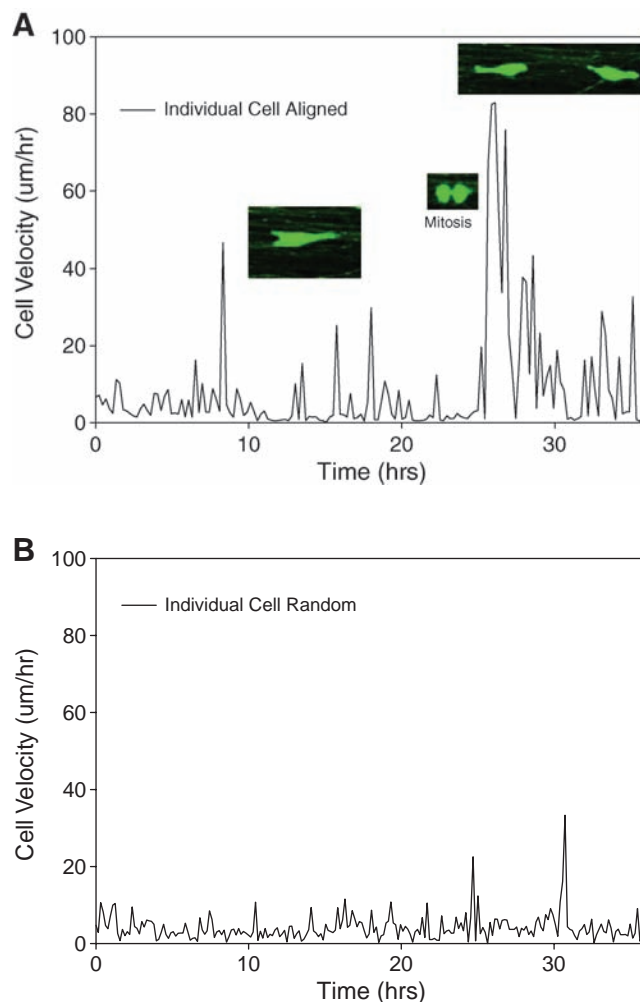 A
100
80
60
40
20
0
Cell Velocity (um/hr)
Individual Cell Aligned
Mitosis
0 10 20 30
Time (hrs)
B
100
80
60
40
20
0
Cell Velocity (um/hr)
Individual Cell Random
0 10 20 30
Time (hrs)